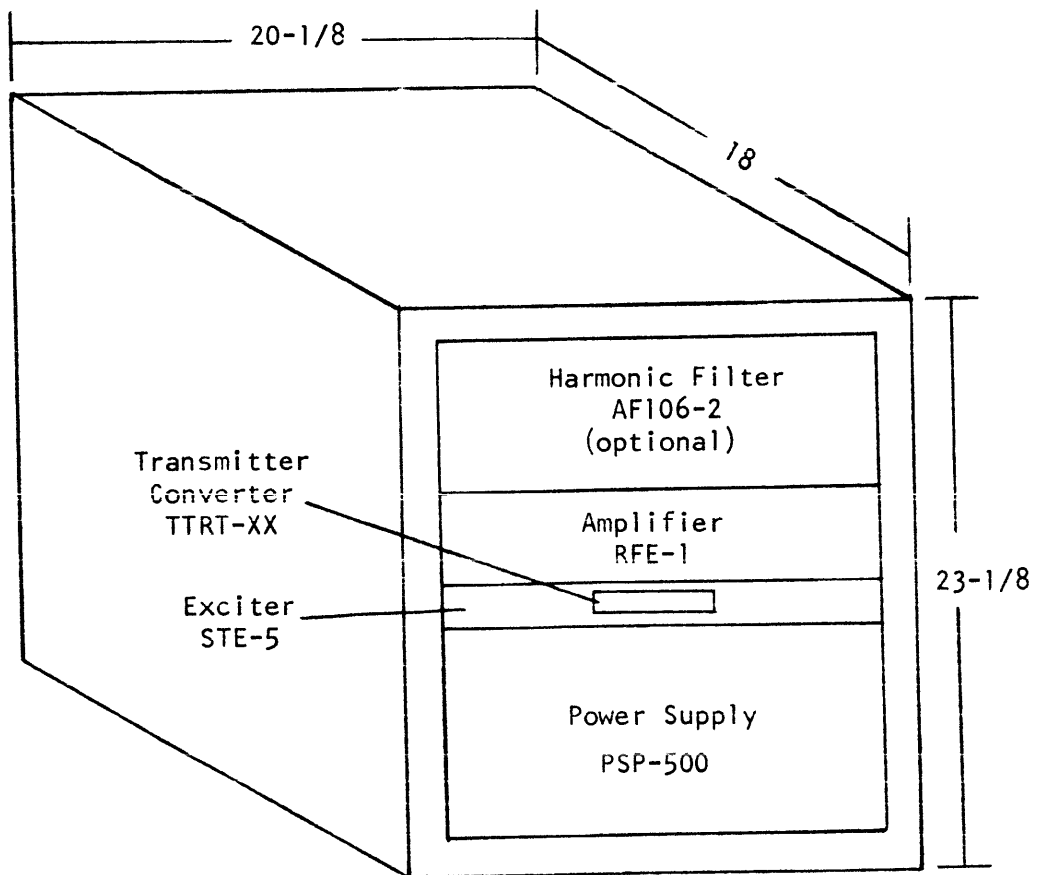 20-1/8
18
Harmonic Filter
AF106-2
(optional)
Transmitter
Converter
TTRT-XX
Amplifier
RFE-1
23-1/8
Exciter
STE-5
Power Supply
PSP-500